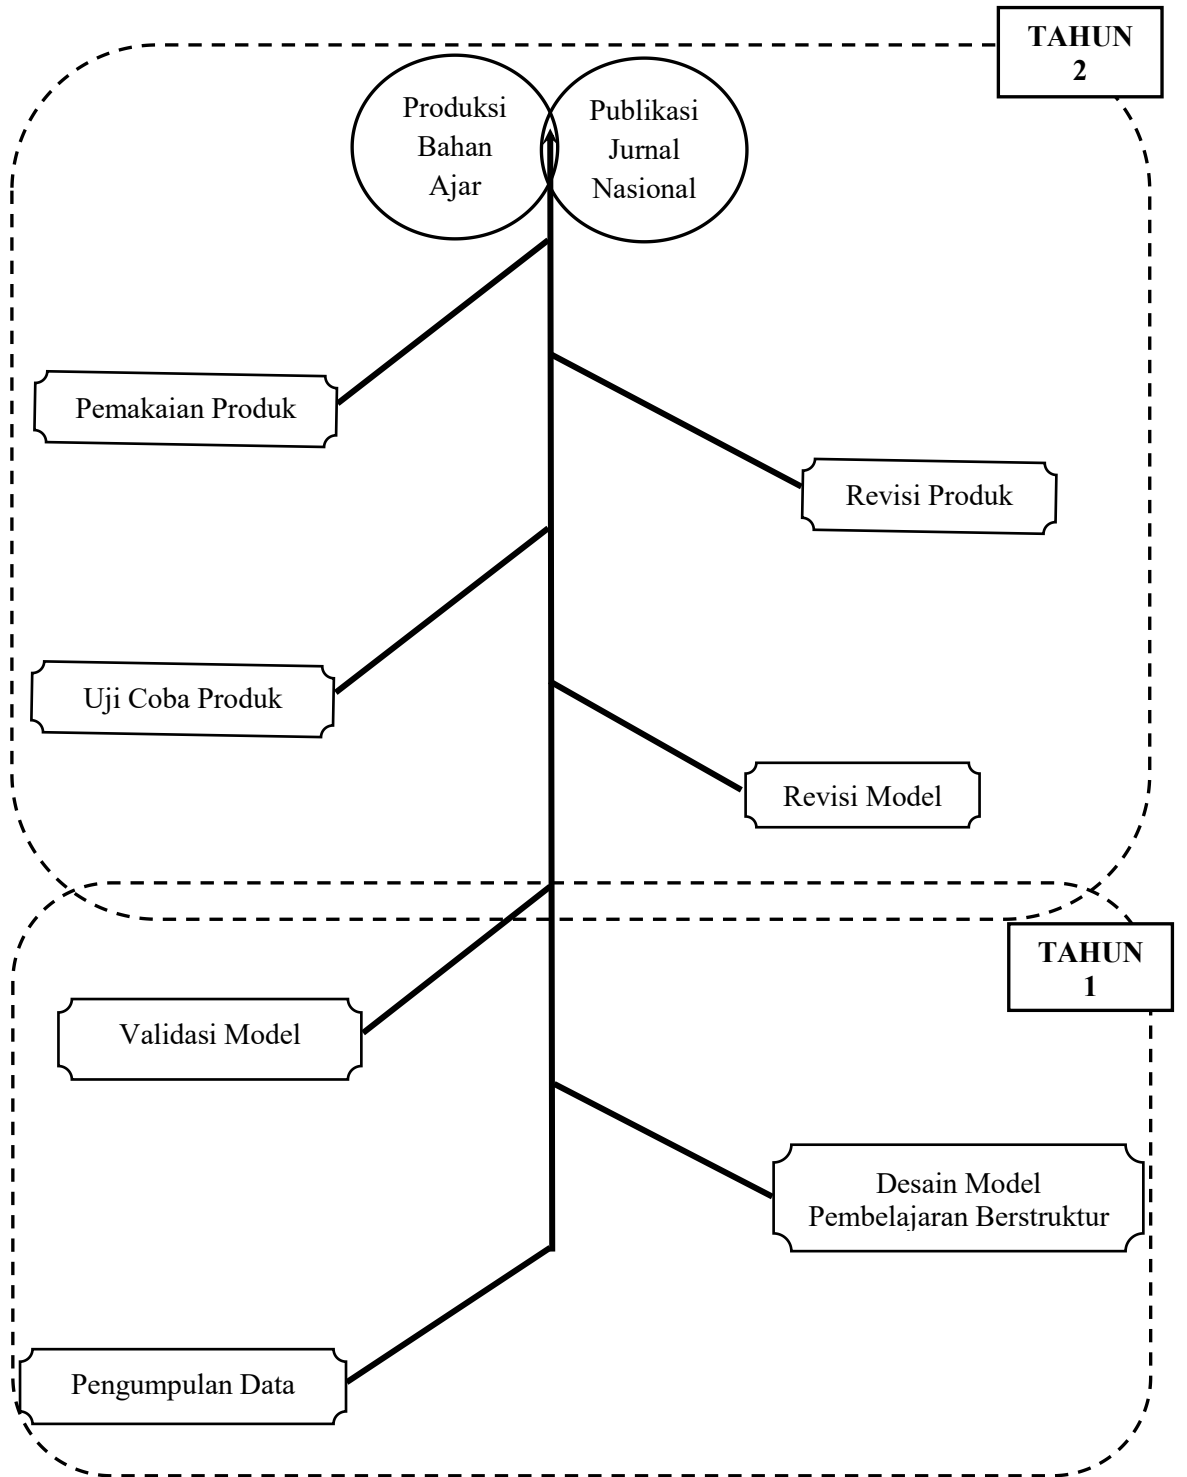 TAHUN
2
Produksi
Bahan
Ajar
Publikasi
Jurnal
Nasional
Pemakaian Produk
Revisi Produk
Uji Coba Produk
Revisi Model
TAHUN
1
Validasi Model
Desain Model
Pembelajaran Berstruktur
Pengumpulan Data